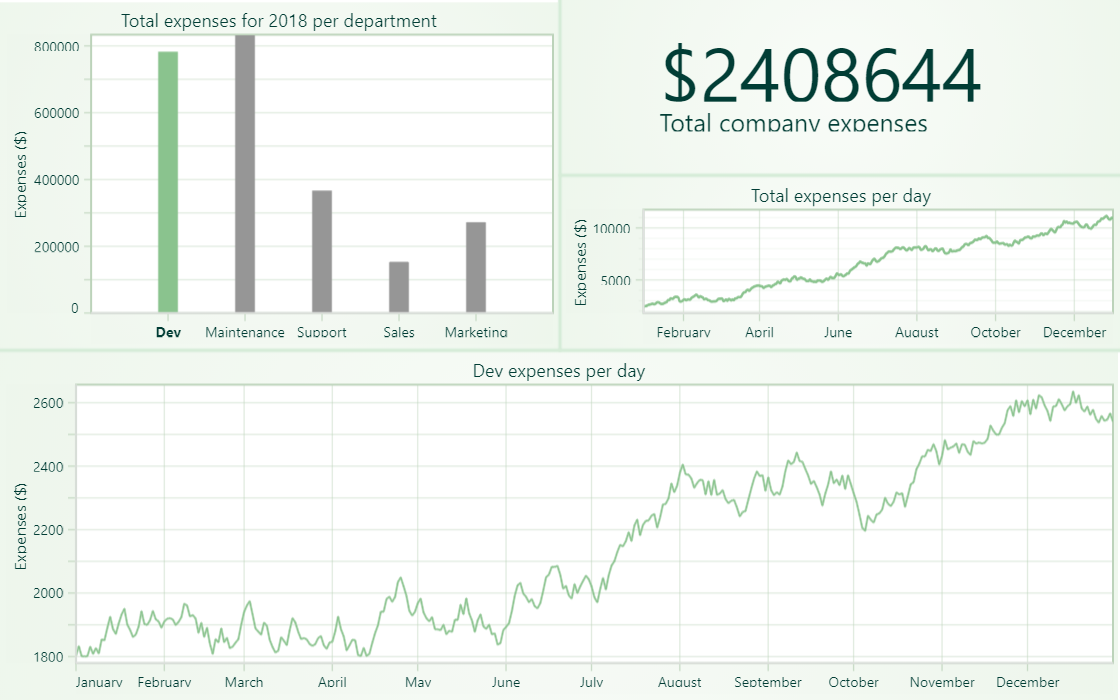 Total expenses for 2018 per department
Expenses ($)
800000
600000
400000
200000
0
Dev Maintenance Support Sales Marketing
$2408644
Total company expenses
Total expenses per day
Expenses ($)
10000
5000
February April June August October December
Dev expenses per day
Expenses ($)
2600
2400
2200
2000
1800
January February March April May June July August September October November December